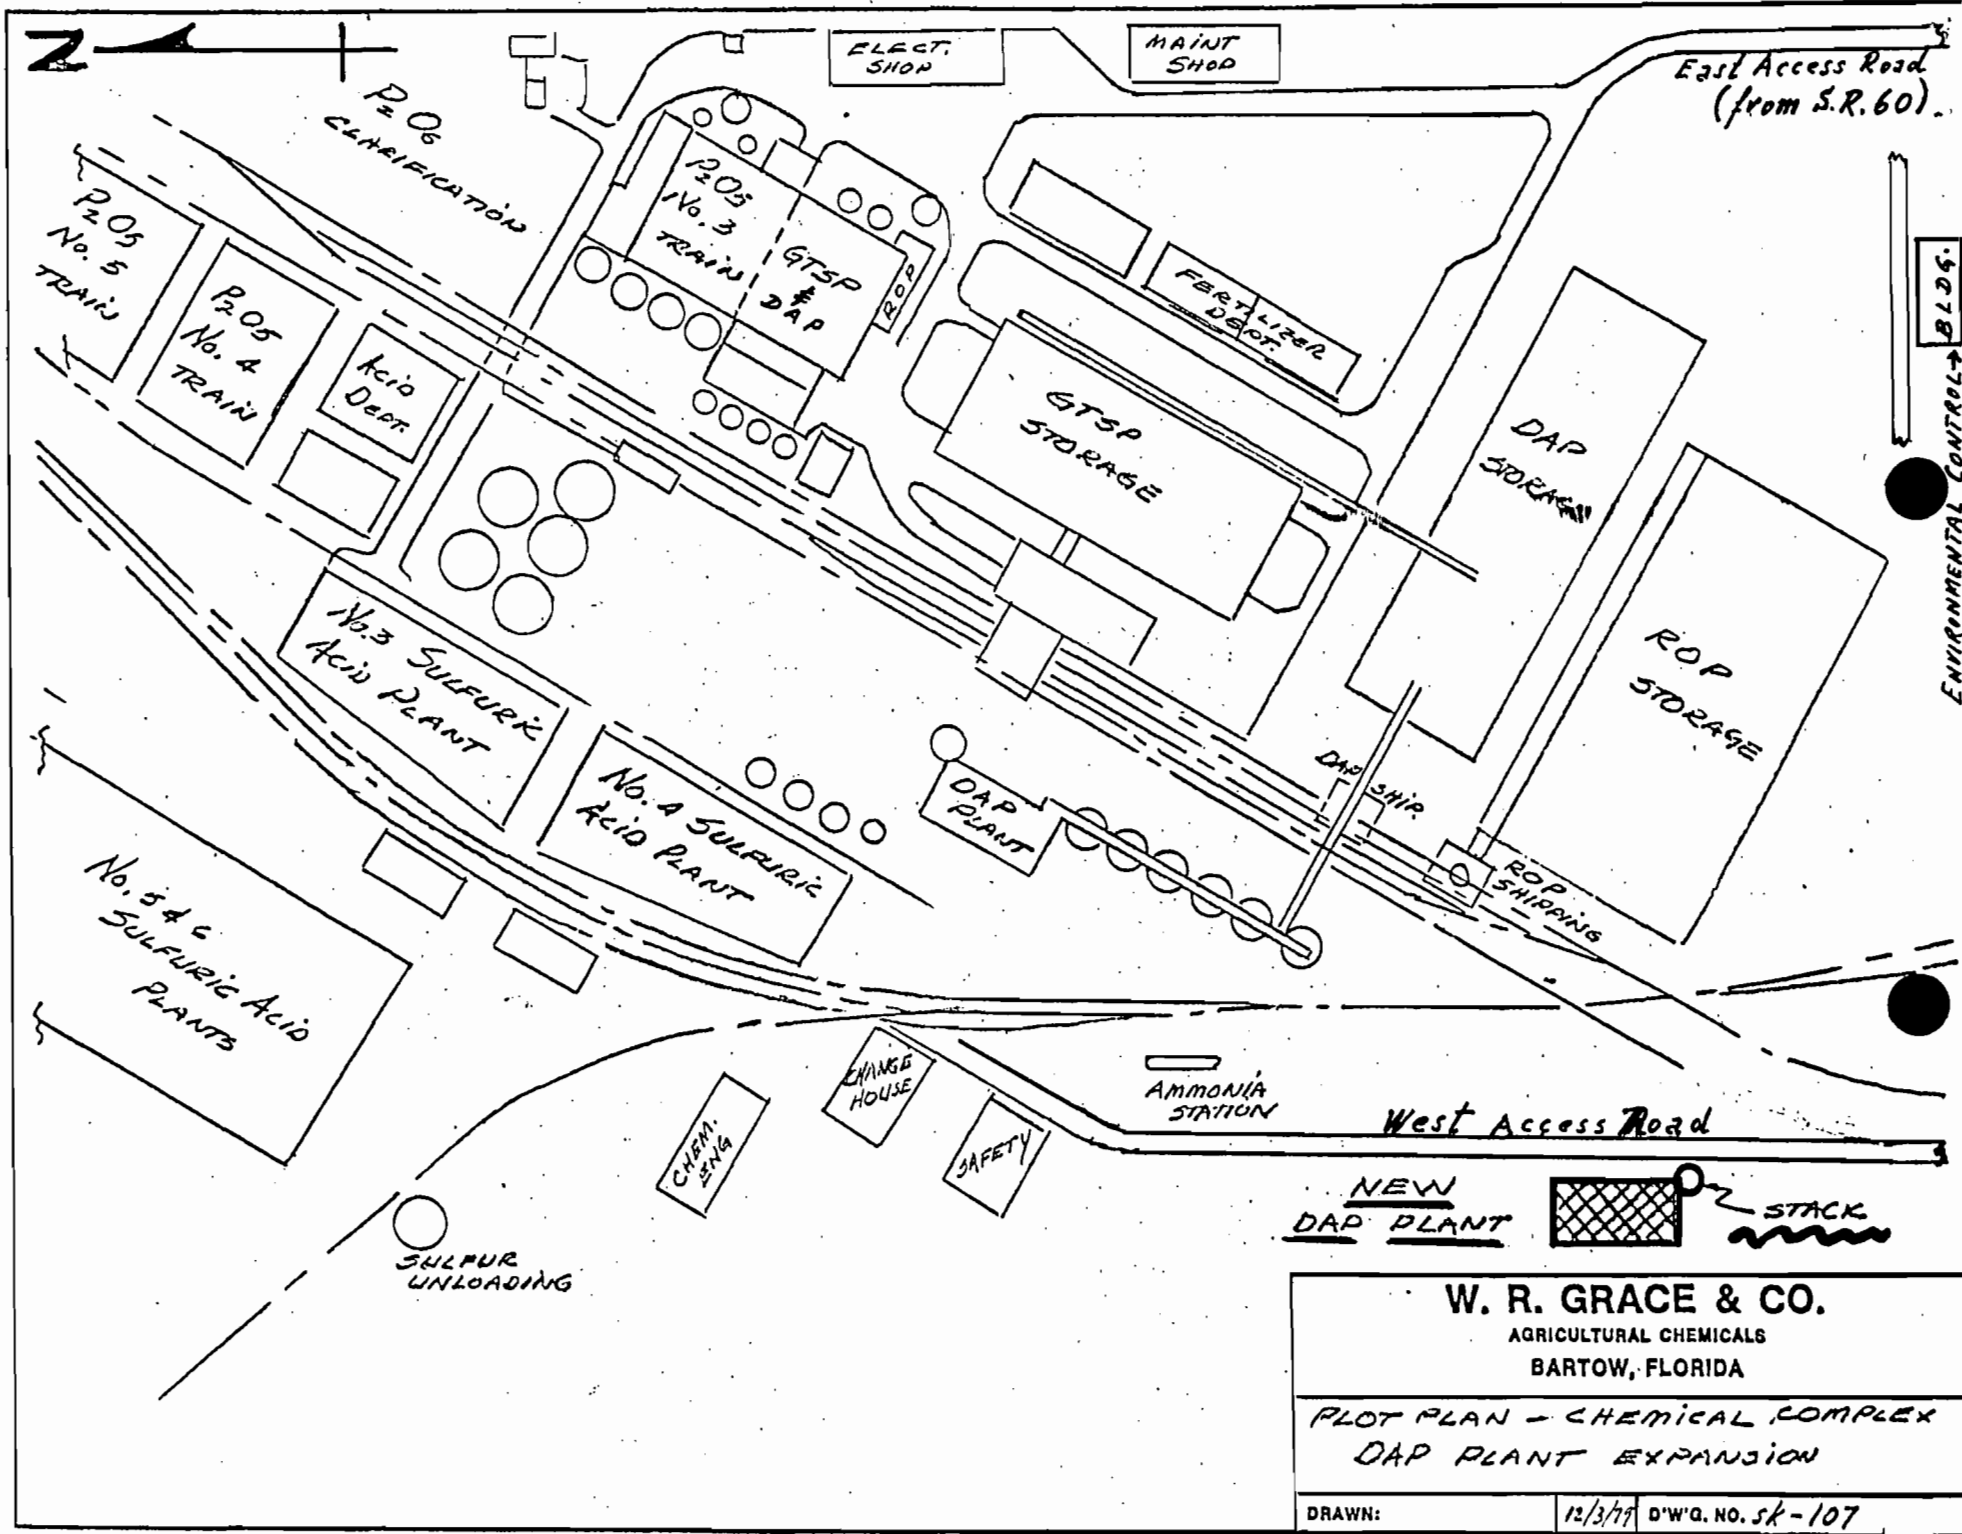 N
ELECT.
SHOP
MAINT
SHOP
East Access Road
(from S.R. 60).
P2O5
CLARIFICATION
P2O5
No. 5
TRAIN
P2O5
No. 4
TRAIN
Acid
DEPT.
P2O5
No. 3
TRAIN
GTSP
&
DAP
ROP
FERTILIZER
DEPT.
GTSP
STORAGE
DAP
STORAGE
ROP
STORAGE
ENVIRONMENTAL CONTROL→
BLDG.
No. 3 SULFURIC
ACID PLANT
No. 4 SULFURIC
ACID PLANT
No. 5 & 6
SULFURIC ACID
PLANTS
DAP
PLANT
DAP SHIP.
ROP
SHIPPING
CHANGE
HOUSE
CHEM.
ENG
SAFETY
AMMONIA
STATION
West Access Road
SULFUR
UNLOADING
NEW
DAP PLANT
STACK
W. R. GRACE & CO.
AGRICULTURAL CHEMICALS
BARTOW, FLORIDA
PLOT PLAN - CHEMICAL COMPLEX
DAP PLANT EXPANSION
DRAWN:
12/3/79
D'W'G. NO. SK-107